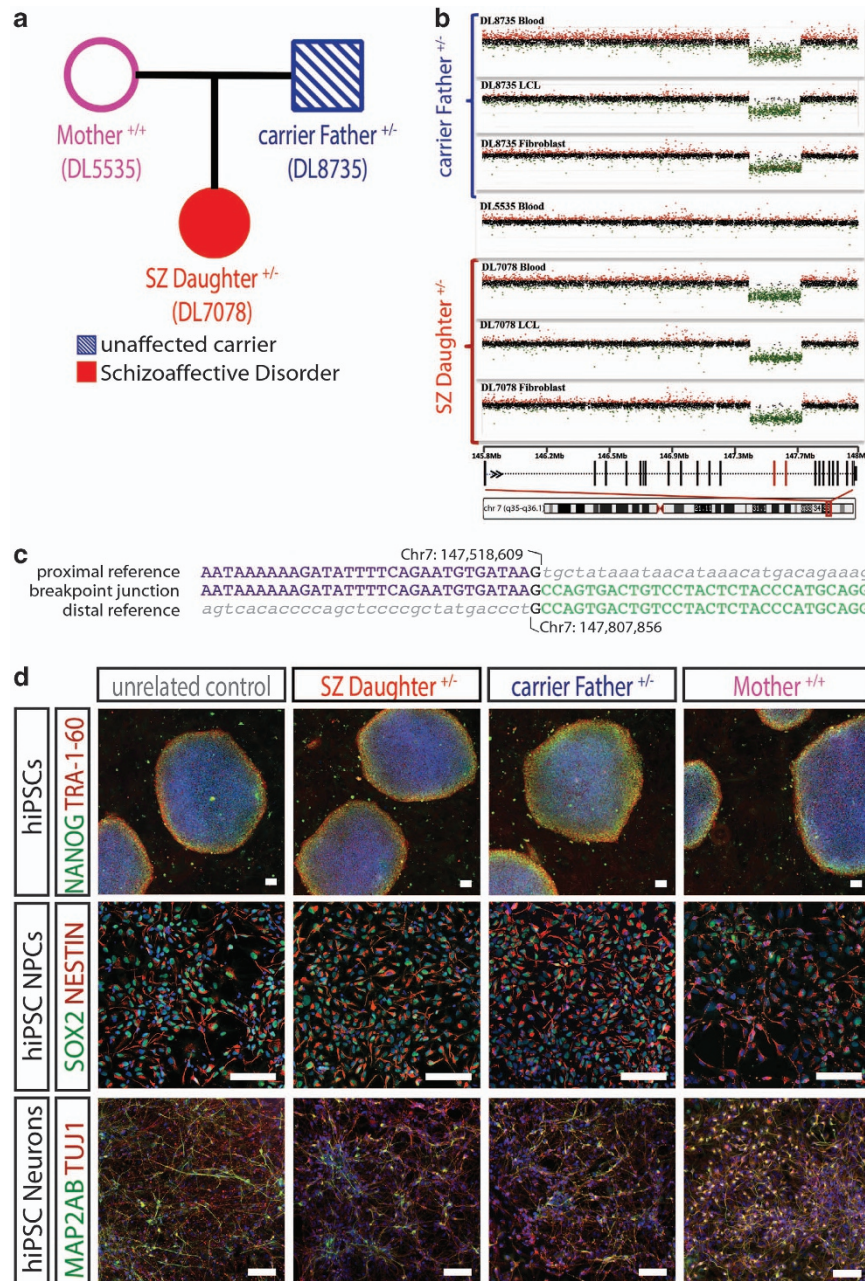 a
Mother +/+
(DL5535)
carrier Father +/-
(DL8735)
SZ Daughter +/-
(DL7078)
unaffected carrier
Schizoaffective Disorder
b
carrier Father +/-
SZ Daughter +/-
DL8735 Blood
DL8735 LCL
DL8735 Fibroblast
DL5535 Blood
DL7078 Blood
DL7078 LCL
DL7078 Fibroblast
145.8Mb 146.2Mb 146.5Mb 146.9Mb 147.3Mb 147.7Mb 148M
chr 7 (q35-q36.1)
c
Chr7: 147,518,609
proximal reference AATAAAAAAGATATTTTCAGAATGTGATAAGtgctataaataacataaacatgacagaaag
breakpoint junction AATAAAAAAGATATTTTCAGAATGTGATAAGCCAGTGACTGTCCTACTCTACCCATGCAGG
distal reference agtcacaccccagctccccgctatgaccctGCCAGTGACTGTCCTACTCTACCCATGCAGG
Chr7: 147,807,856
d
unrelated control SZ Daughter +/- carrier Father +/- Mother +/+
hiPSCs
NANOG TRA-1-60
hiPSC NPCs
SOX2 NESTIN
hiPSC Neurons
MAP2AB TUJ1